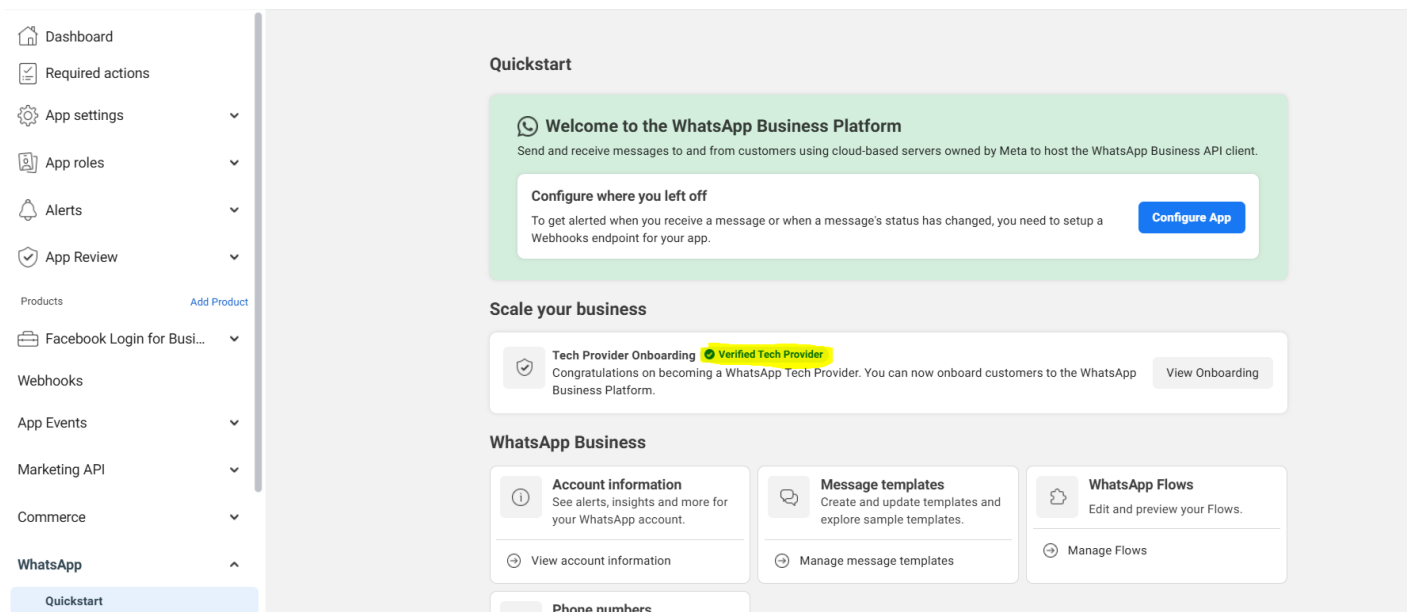 Dashboard
Required actions
App settings
App roles
Alerts
App Review
Products
Add Product
Facebook Login for Busi...
Webhooks
App Events
Marketing API
Commerce
WhatsApp
Quickstart
Quickstart
Welcome to the WhatsApp Business Platform
Send and receive messages to and from customers using cloud-based servers owned by Meta to host the WhatsApp Business API client.
Configure where you left off
To get alerted when you receive a message or when a message's status has changed, you need to setup a
Webhooks endpoint for your app.
Configure App
Scale your business
Tech Provider Onboarding Verified Tech Provider
Congratulations on becoming a WhatsApp Tech Provider. You can now onboard customers to the WhatsApp
Business Platform.
View Onboarding
WhatsApp Business
Account information
See alerts, insights and more for
your WhatsApp account.
View account information
Message templates
Create and update templates and
explore sample templates.
Manage message templates
WhatsApp Flows
Edit and preview your Flows.
Manage Flows
Phone numbers